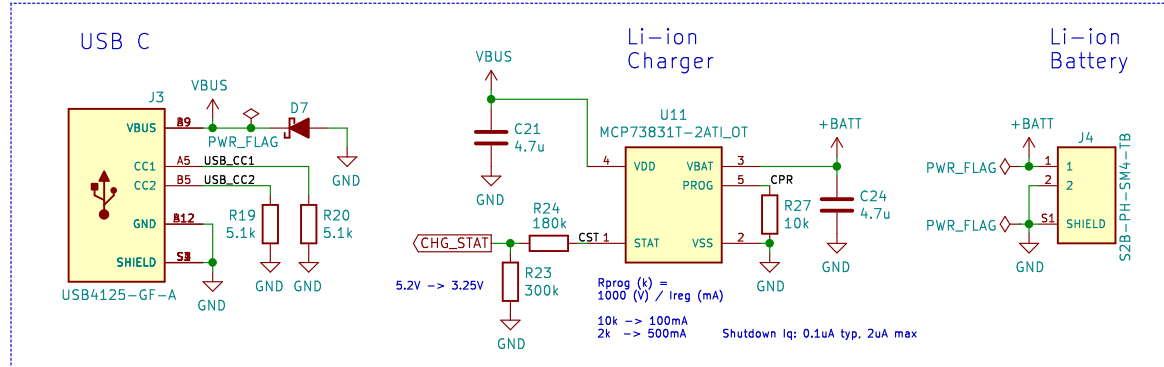 USB C
Li-ion
Charger
Li-ion
Battery
VBUS
J3
VBUS
CC1
CC2
GND
SHIELD
A5
B5
USB_CC1
USB_CC2
PWR_FLAG
D7
GND
R19
5.1k
R20
5.1k
GND
GND
GND
USB4125-GF-A
VBUS
C21
4.7u
GND
U11
MCP73831T-2ATI_OT
4
VDD
VBAT
3
PROG
5
CPR
STAT
1
VSS
2
CST
R24
180k
CHG_STAT
R23
300k
GND
5.2V -> 3.25V
+BATT
R27
10k
GND
C24
4.7u
GND
Rprog (k) =
1000 (V) / Ireg (mA)
10k -> 100mA
2k -> 500mA
Shutdown Iq: 0.1uA typ, 2uA max
+BATT
J4
PWR_FLAG
1
1
2
2
PWR_FLAG
S1
SHIELD
GND
S2B-PH-SM4-TB